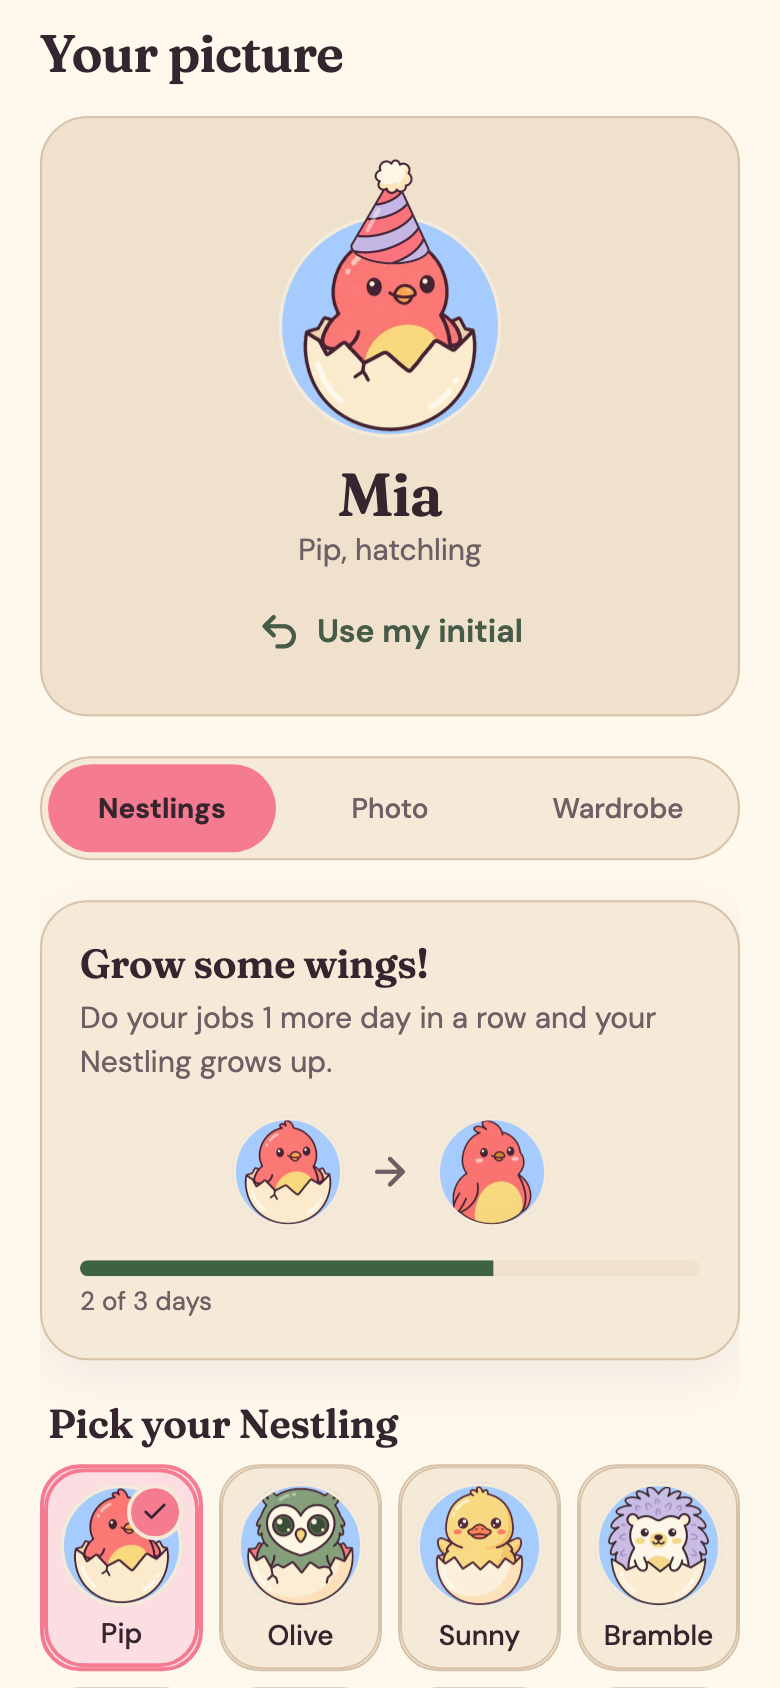 Your picture
Mia
Pip, hatchling
Use my initial
Nestlings
Photo
Wardrobe
Grow some wings!
Do your jobs 1 more day in a row and your
Nestling grows up.
2 of 3 days
Pick your Nestling
Pip
Olive
Sunny
Bramble